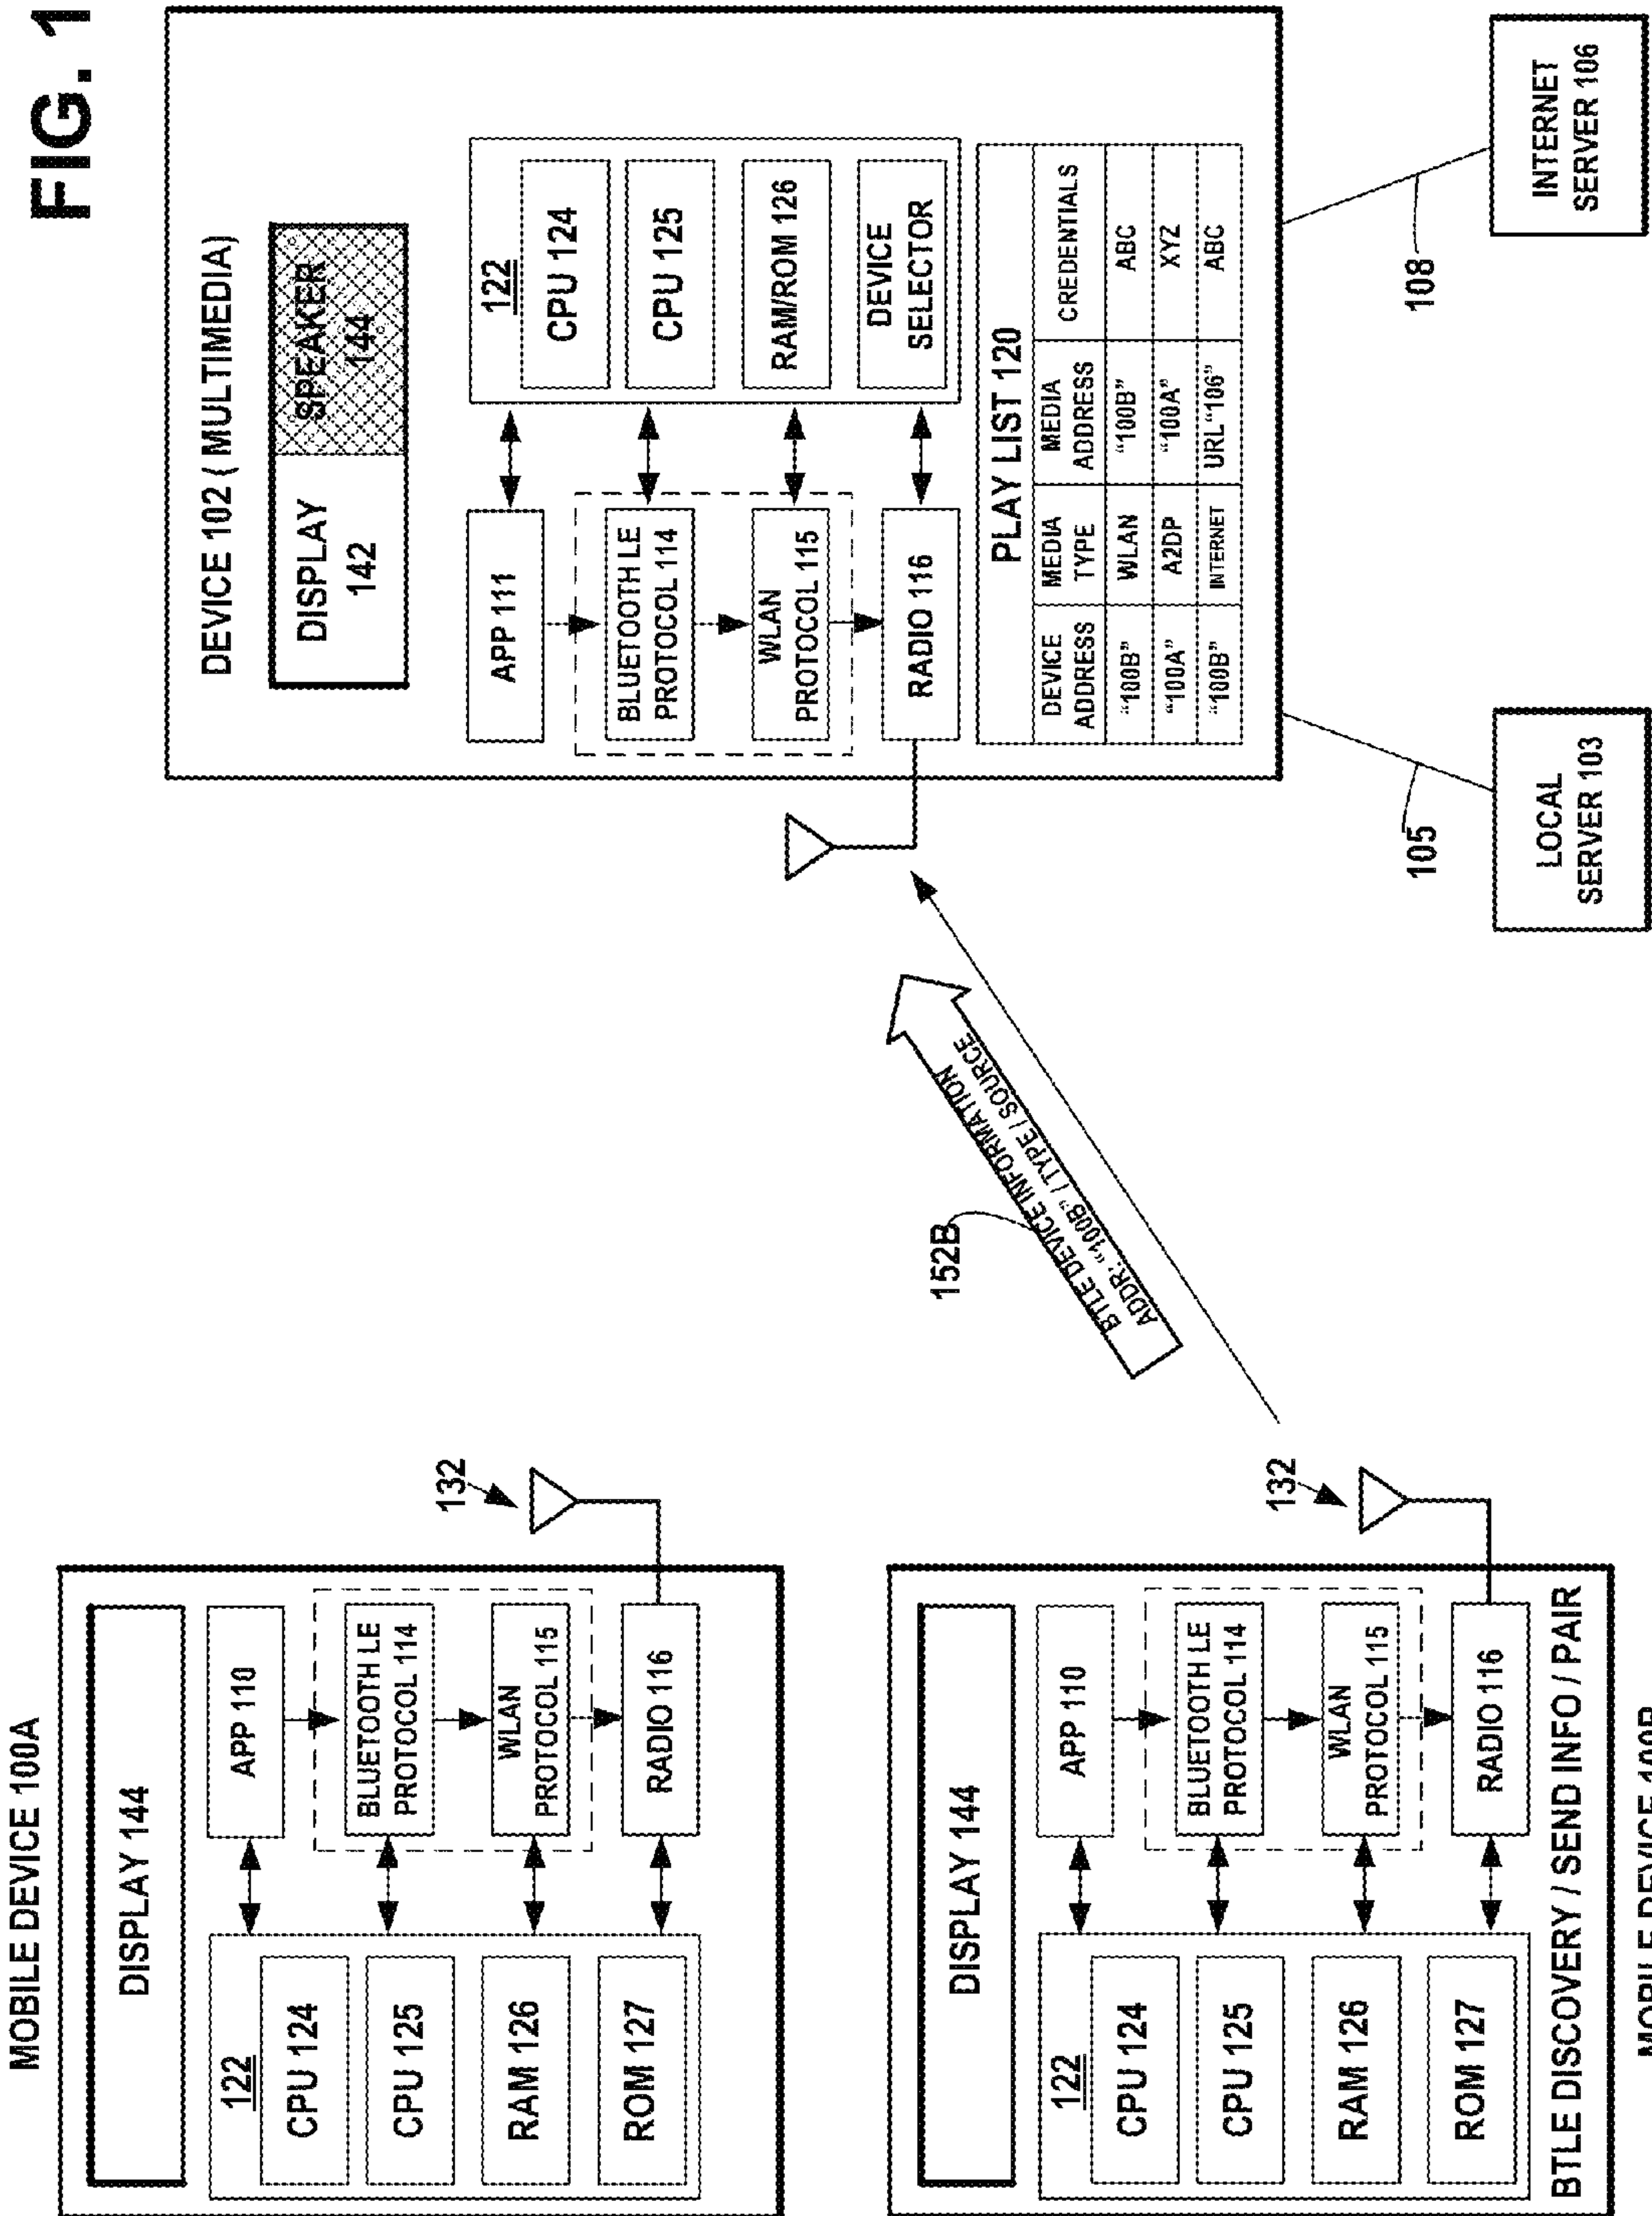 FIG. 1
MOBILE DEVICE 100A
DISPLAY 144
122
CPU 124
CPU 125
RAM 126
ROM 127
APP 110
BLUETOOTH LE
PROTOCOL 114
WLAN
PROTOCOL 115
RADIO 116
132
DISPLAY 144
122
CPU 124
CPU 125
RAM 126
ROM 127
APP 110
BLUETOOTH LE
PROTOCOL 114
WLAN
PROTOCOL 115
RADIO 116
132
BTLE DISCOVERY / SEND INFO / PAIR
MOBILE DEVICE 100B
152B
BTLE DEVICE INFORMATION
ADDR: “100B” / TYPE / SOURCE
DEVICE 102 ( MULTIMEDIA)
DISPLAY
142
SPEAKER
144
APP 111
BLUETOOTH LE
PROTOCOL 114
WLAN
PROTOCOL 115
RADIO 116
122
CPU 124
CPU 125
RAM/ROM 126
DEVICE
SELECTOR
PLAY LIST 120
DEVICE ADDRESS MEDIA TYPE MEDIA ADDRESS CREDENTIALS
“100B” WLAN “100B” ABC
“100A” A2DP “100A” XYZ
“100B” INTERNET URL“106” ABC
105
LOCAL
SERVER 103
108
INTERNET
SERVER 106